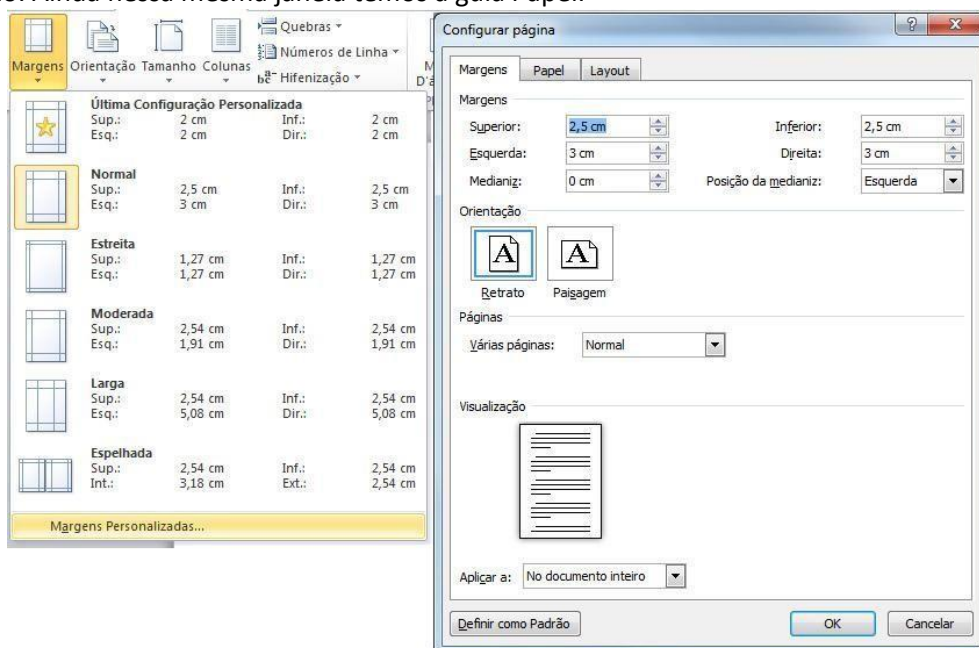 Ainda nessa mesma janela temos a guia Papel.
Quebras
Números de Linha
Hifenização
Margens Orientação Tamanho Colunas
Última Configuração Personalizada
Sup.: 2 cm Inf.: 2 cm
Esq.: 2 cm Dir.: 2 cm
Normal
Sup.: 2,5 cm Inf.: 2,5 cm
Esq.: 3 cm Dir.: 3 cm
Estreita
Sup.: 1,27 cm Inf.: 1,27 cm
Esq.: 1,27 cm Dir.: 1,27 cm
Moderada
Sup.: 2,54 cm Inf.: 2,54 cm
Esq.: 1,91 cm Dir.: 1,91 cm
Larga
Sup.: 2,54 cm Inf.: 2,54 cm
Esq.: 5,08 cm Dir.: 5,08 cm
Espelhada
Sup.: 2,54 cm Inf.: 2,54 cm
Int.: 3,18 cm Ext.: 2,54 cm
Margens Personalizadas...
Configurar página
Margens Papel Layout
Margens
Superior: 2,5 cm Inferior: 2,5 cm
Esquerda: 3 cm Direita: 3 cm
Medianiz: 0 cm Posição da medianiz: Esquerda
Orientação
A A
Retrato Paisagem
Páginas
Várias páginas: Normal
Visualização
Aplicar a: No documento inteiro
Definir como Padrão OK Cancelar